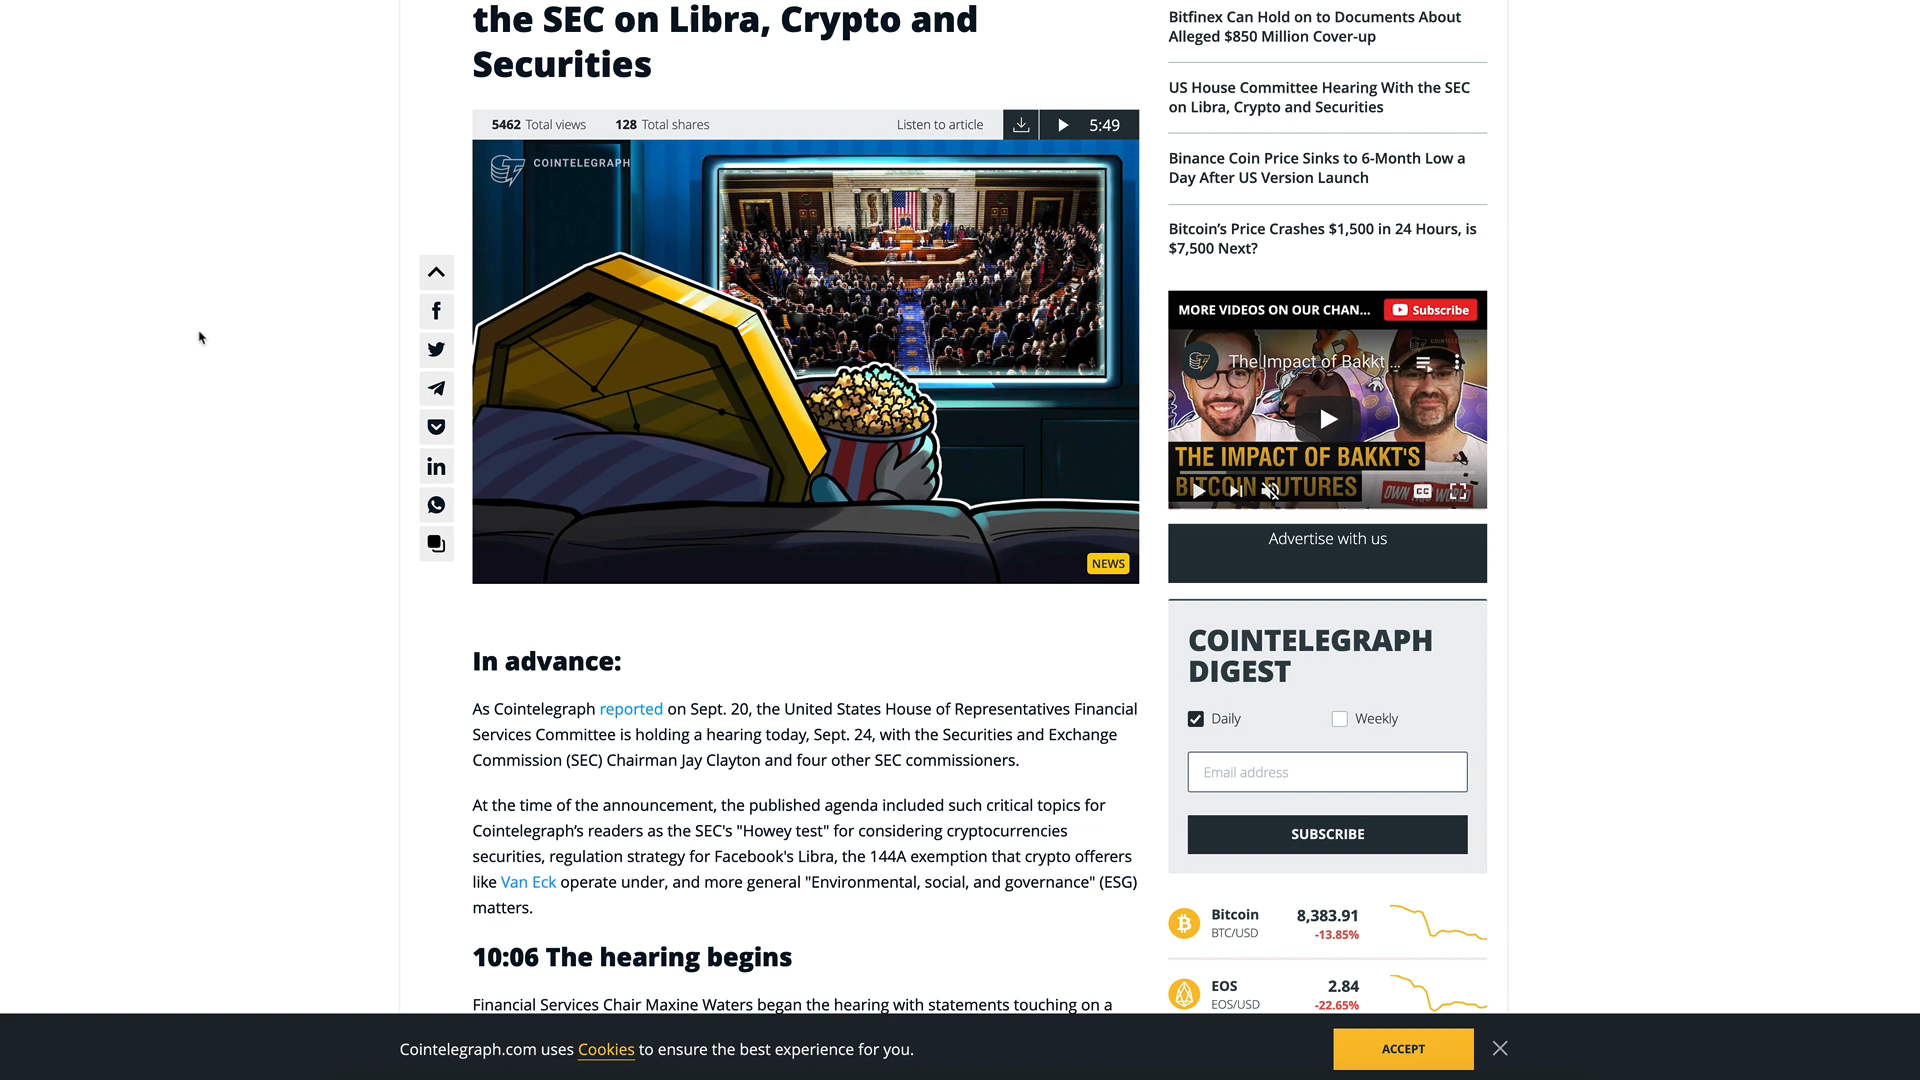 the SEC on Libra, Crypto and
Securities
5462 Total views 128 Total shares Listen to article 5:49
COINTELEGRAPH
NEWS
In advance:
As Cointelegraph reported on Sept. 20, the United States House of Representatives Financial
Services Committee is holding a hearing today, Sept. 24, with the Securities and Exchange
Commission (SEC) Chairman Jay Clayton and four other SEC commissioners.
At the time of the announcement, the published agenda included such critical topics for
Cointelegraph’s readers as the SEC's "Howey test" for considering cryptocurrencies
securities, regulation strategy for Facebook's Libra, the 144A exemption that crypto offerers
like Van Eck operate under, and more general "Environmental, social, and governance" (ESG)
matters.
10:06 The hearing begins
Financial Services Chair Maxine Waters began the hearing with statements touching on a
Bitfinex Can Hold on to Documents About
Alleged $850 Million Cover-up
US House Committee Hearing With the SEC
on Libra, Crypto and Securities
Binance Coin Price Sinks to 6-Month Low a
Day After US Version Launch
Bitcoin’s Price Crashes $1,500 in 24 Hours, is
$7,500 Next?
MORE VIDEOS ON OUR CHAN... Subscribe
COINTELEGRAPH
The Impact of Bakkt ...
THE IMPACT OF BAKKT'S
BITCOIN FUTURES
CC
Advertise with us
COINTELEGRAPH
DIGEST
Daily Weekly
Email address
SUBSCRIBE
Bitcoin 8,383.91
BTC/USD -13.85%
EOS 2.84
EOS/USD -22.65%
Cointelegraph.com uses Cookies to ensure the best experience for you.
ACCEPT